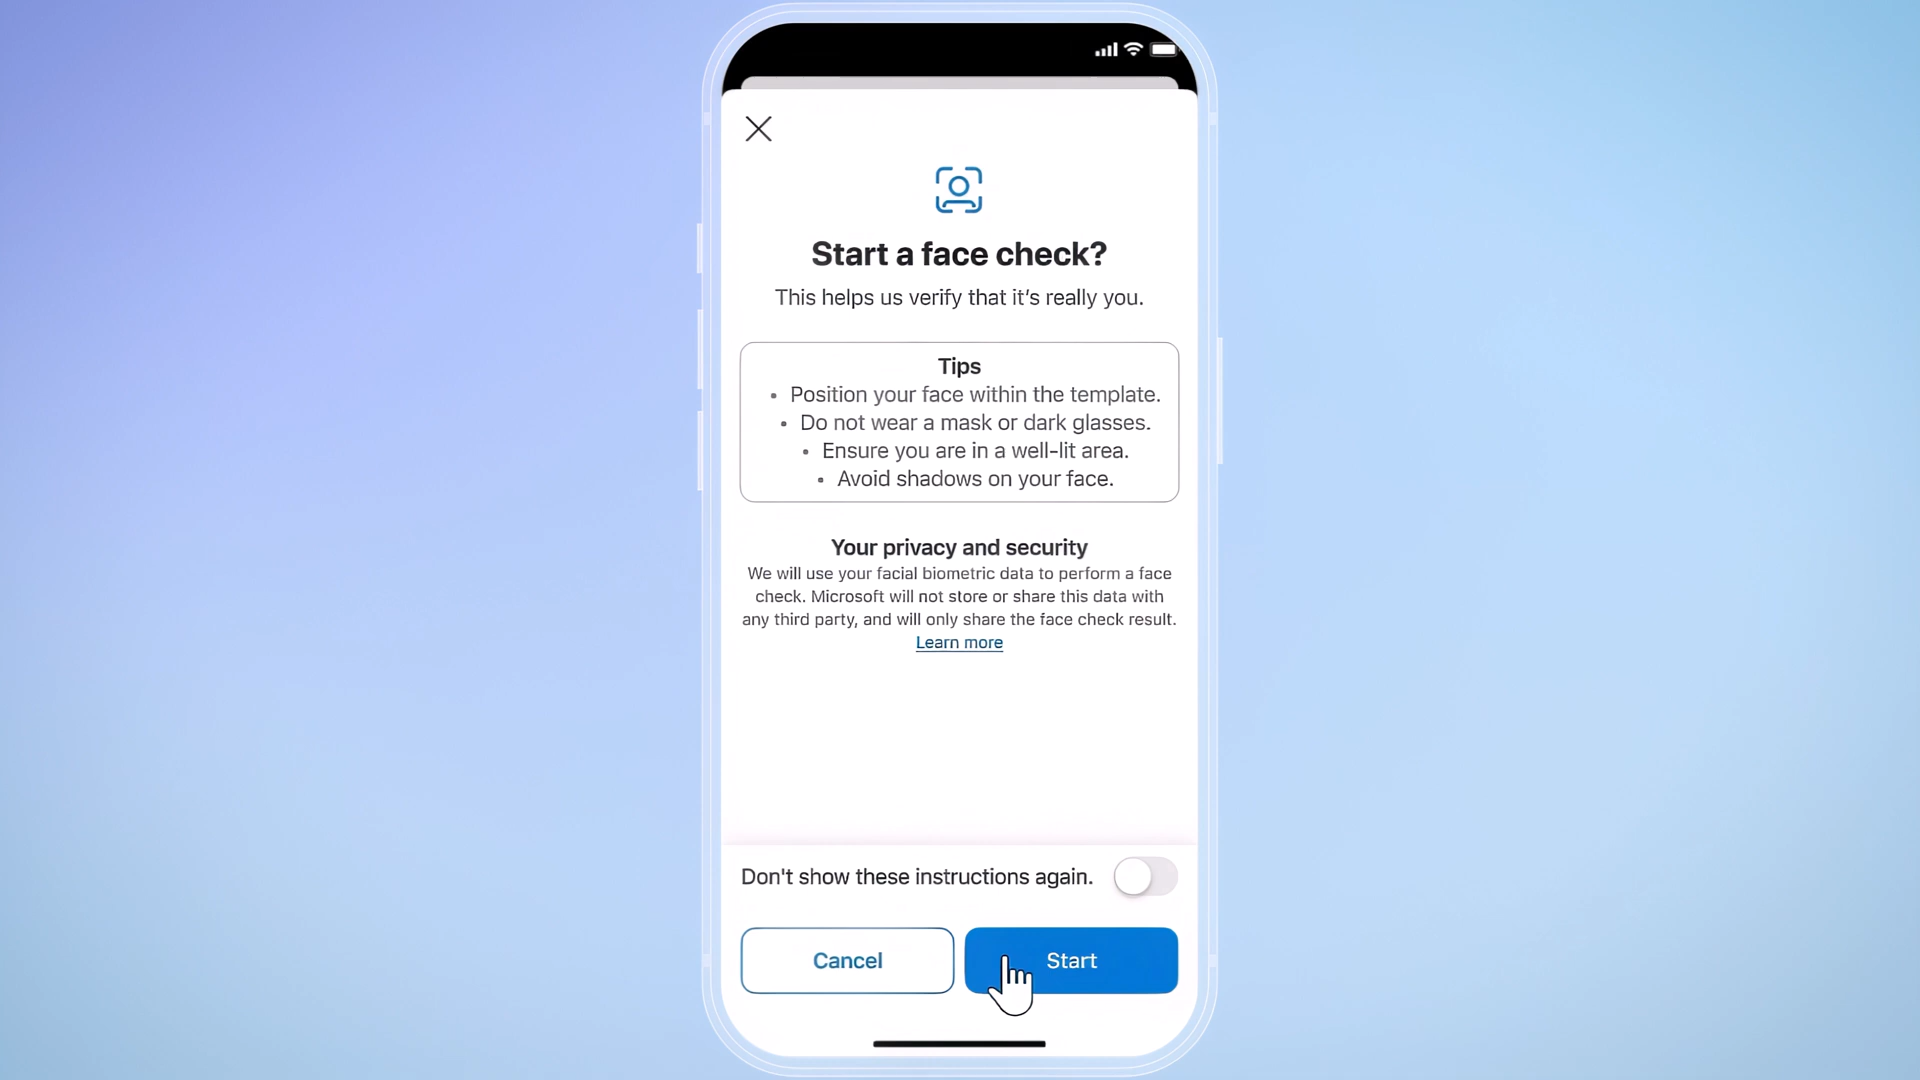 Start a face check?
This helps us verify that it's really you.
Tips
• Position your face within the template.
• Do not wear a mask or dark glasses.
• Ensure you are in a well-lit area.
• Avoid shadows on your face.
Your privacy and security
We will use your facial biometric data to perform a face
check. Microsoft will not store or share this data with
any third party, and will only share the face check result.
Learn more
Don't show these instructions again.
Cancel
Start